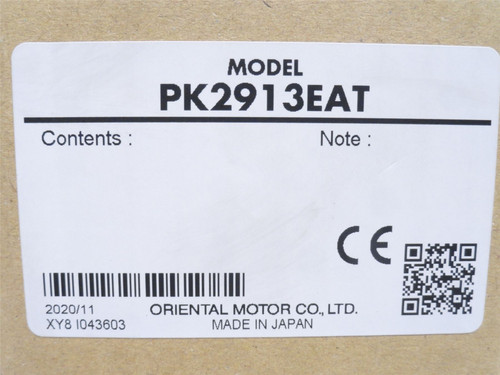 MODEL
PK2913EAT
Contents : Note :
CE
2020/11 ORIENTAL MOTOR CO., LTD.
XY8 I043603 MADE IN JAPAN